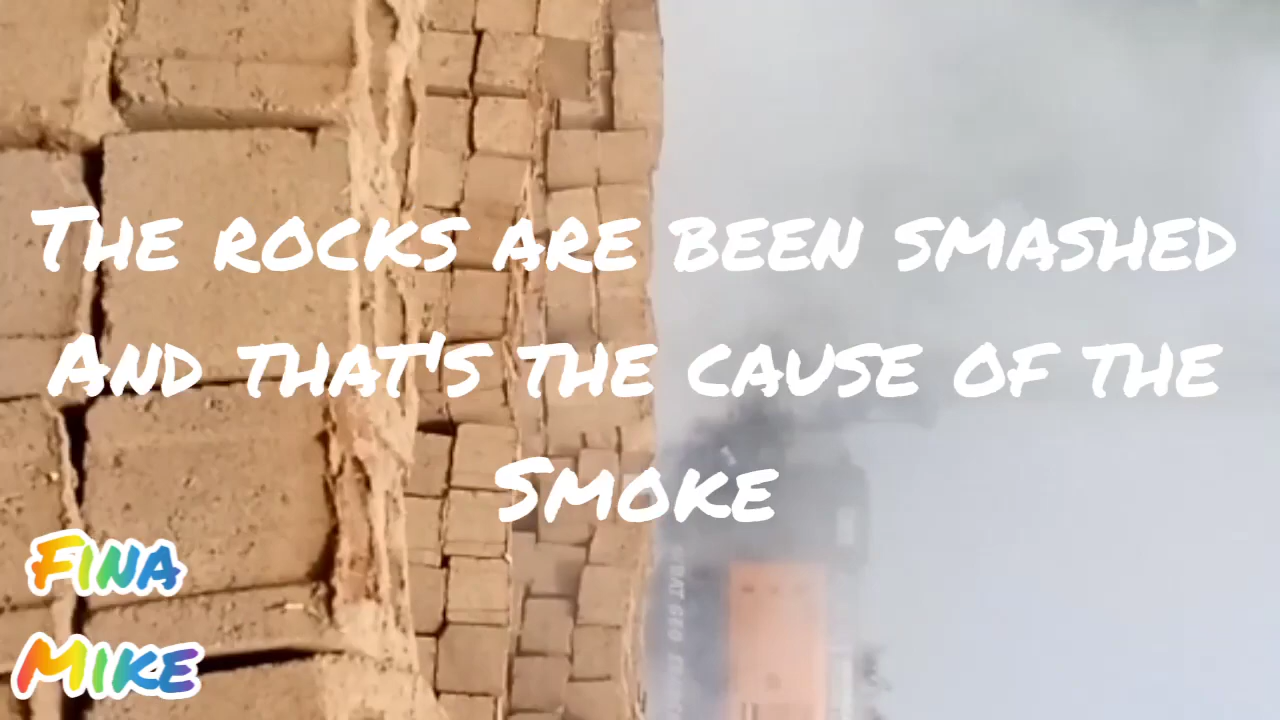 The rocks are been smashed
And that's the cause of the
Smoke
Fina
Mike